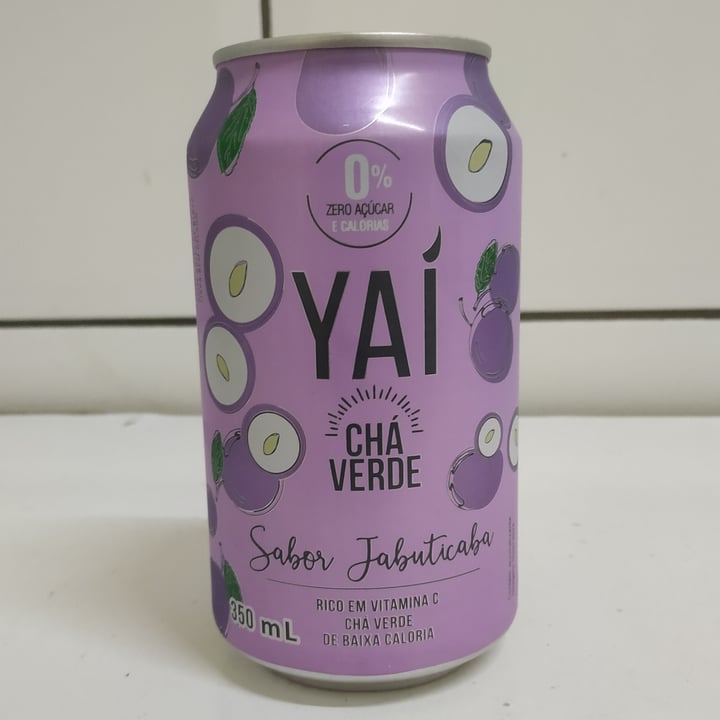 0%
ZERO AÇÚCAR
E CALORIAS
YAÍ
CHÁ
VERDE
Sabor Jabuticaba
RICO EM VITAMINA C
CHÁ VERDE
DE BAIXA CALORIA
350 mL